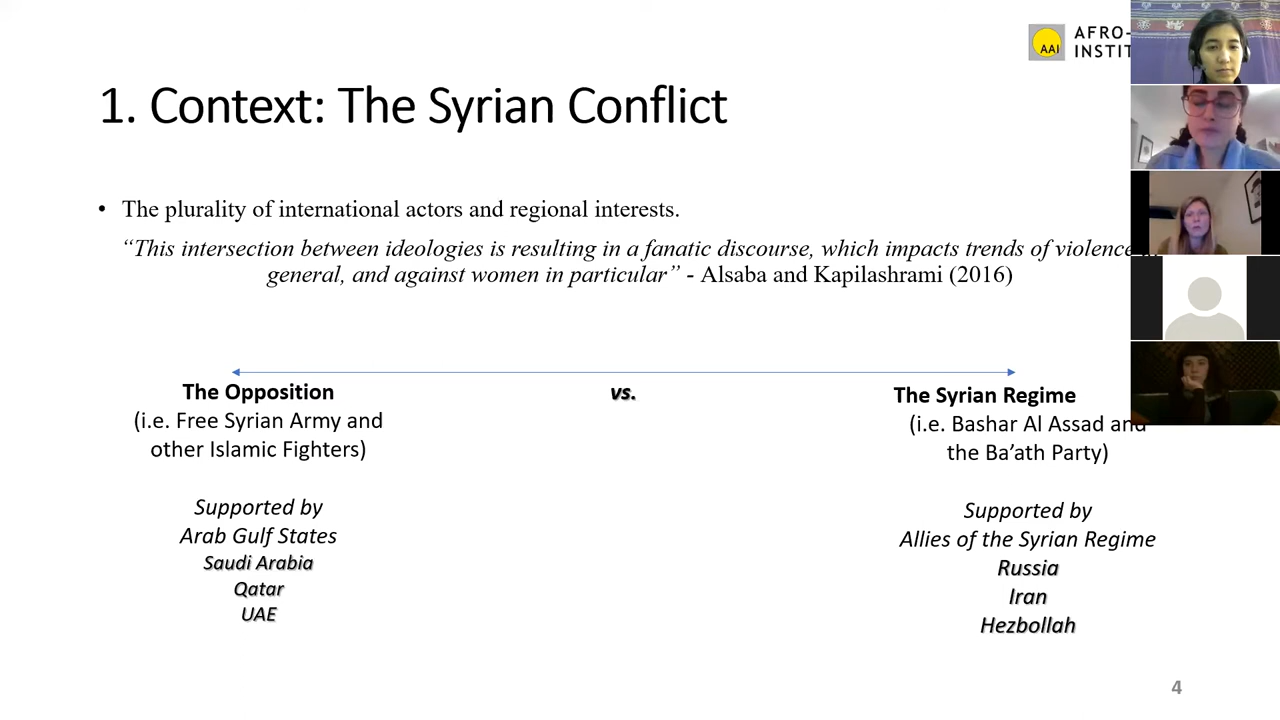 AAI
AFRO-
INSTIT
1. Context: The Syrian Conflict
• The plurality of international actors and regional interests.
“This intersection between ideologies is resulting in a fanatic discourse, which impacts trends of violence
general, and against women in particular” - Alsaba and Kapilashrami (2016)
The Opposition
(i.e. Free Syrian Army and
other Islamic Fighters)
Supported by
Arab Gulf States
Saudi Arabia
Qatar
UAE
vs.
The Syrian Regime
(i.e. Bashar Al Assad and
the Ba’ath Party)
Supported by
Allies of the Syrian Regime
Russia
Iran
Hezbollah
4